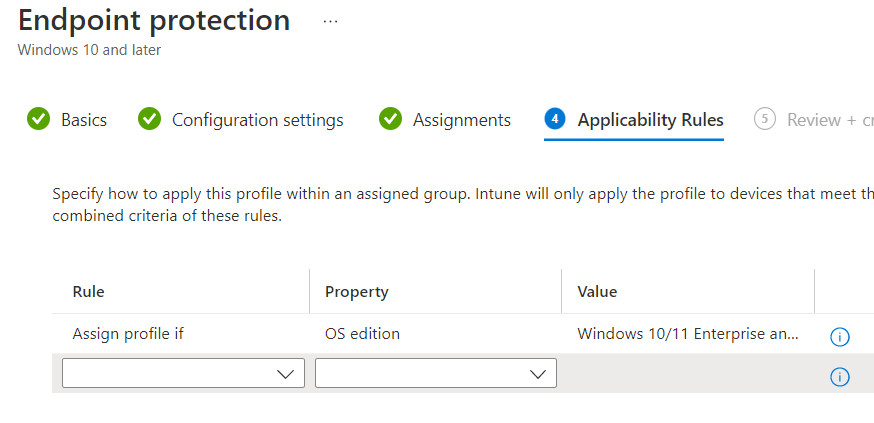 Endpoint protection ...
Windows 10 and later
Basics Configuration settings Assignments 4 Applicability Rules 5 Review + cr
Specify how to apply this profile within an assigned group. Intune will only apply the profile to devices that meet th
combined criteria of these rules.
Rule Property Value
Assign profile if OS edition Windows 10/11 Enterprise an...